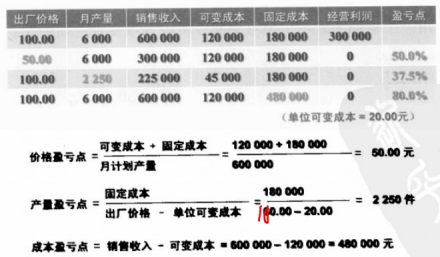 出厂价格 月产量 销售收入 可变成本 固定成本 经营利润 盈亏点
100.00 6 000 600 000 120 000 180 000 300 000
50.00 6 000 300 000 120 000 180 000 0 50.0%
100.00 2 250 225 000 45 000 180 000 0 37.5%
100.00 6 000 600 000 120 000 480 000 0 80.0%
（单位可变成本 = 20.00元）
价格盈亏点 = 可变成本 + 固定成本 / 月计划产量 = 120 000 + 180 000 / 600 000 = 50.00 元
产量盈亏点 = 固定成本 / 出厂价格 - 单位可变成本 = 180 000 / 100.00 - 20.00 = 2 250 件
成本盈亏点 = 销售收入 - 可变成本 = 600 000 - 120 000 = 480 000 元